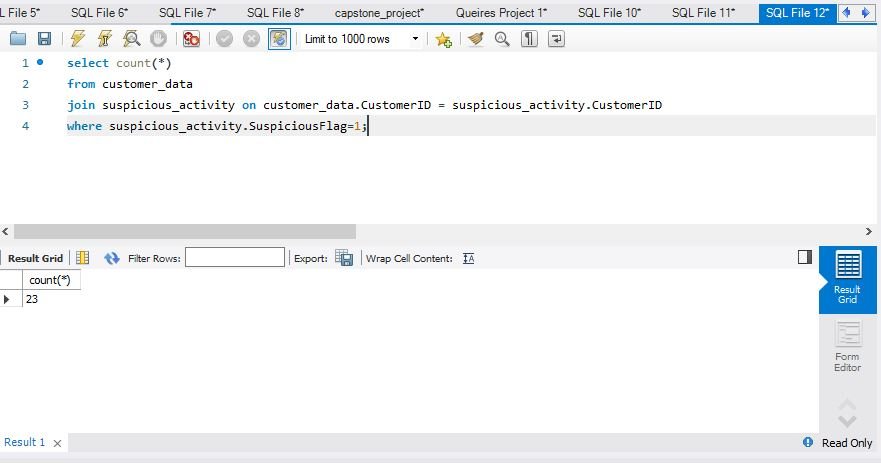 L File 5* SQL File 6* SQL File 7* SQL File 8* capstone_project* Queires Project 1* SQL File 10* SQL File 11* SQL File 12*
Limit to 1000 rows
1 select count(*)
2 from customer_data
3 join suspicious_activity on customer_data.CustomerID = suspicious_activity.CustomerID
4 where suspicious_activity.SuspiciousFlag=1;
Result Grid Filter Rows: Export: Wrap Cell Content: IA
count(*)
23
Result
Grid
Form
Editor
Result 1 × Read Only